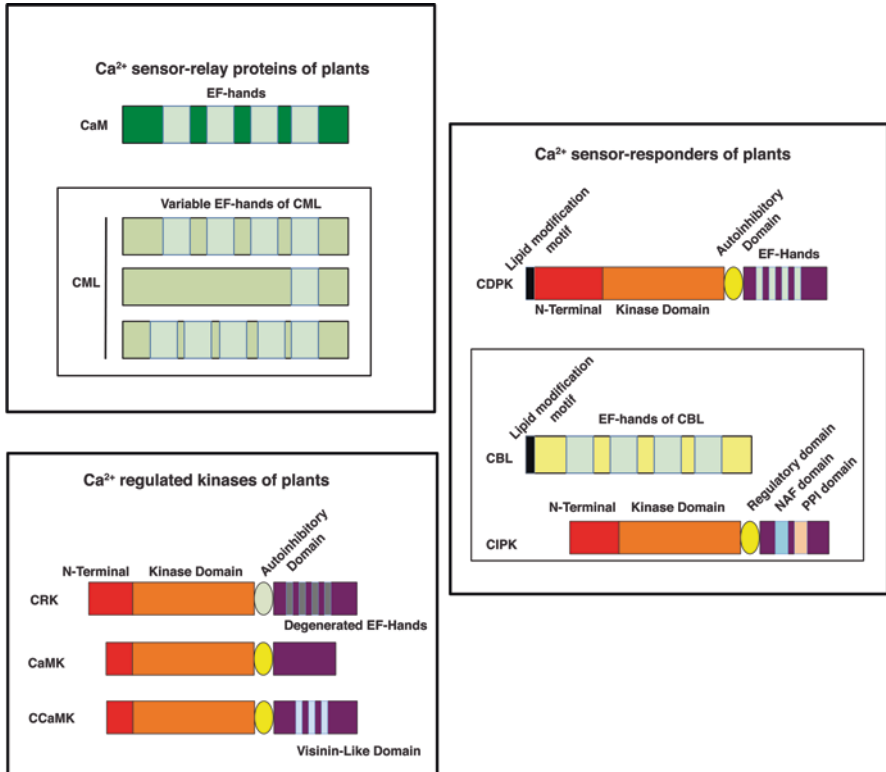 Ca²⁺ sensor-relay proteins of plants
EF-hands
CaM
Variable EF-hands of CML
CML
Ca²⁺ sensor-responders of plants
Lipid modification
motif
Autoinhibitory
Domain
EF-Hands
CDPK
N-Terminal Kinase Domain
Lipid modification
motif
EF-hands of CBL
CBL
Regulatory domain
NAF domain
PPI domain
N-Terminal Kinase Domain
CIPK
Ca²⁺ regulated kinases of plants
Autoinhibitory
Domain
N-Terminal Kinase Domain
CRK
Degenerated EF-Hands
CaMK
CCaMK
Visinin-Like Domain